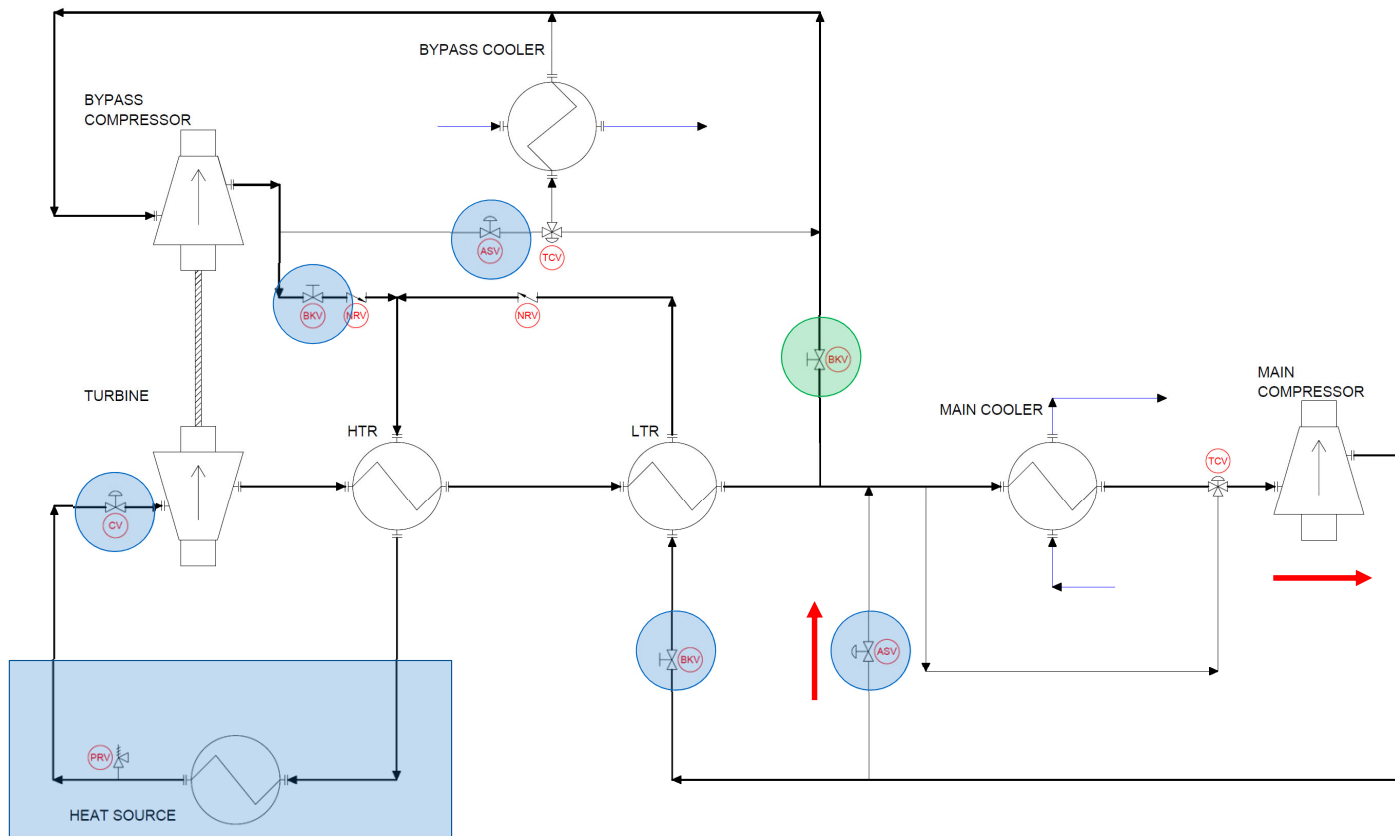 BYPASS COOLER
BYPASS
COMPRESSOR
ASV
TCV
BKV
NRV
NRV
BKV
MAIN
COMPRESSOR
TURBINE
MAIN COOLER
HTR
LTR
TCV
CV
BKV
ASV
PRV
HEAT SOURCE